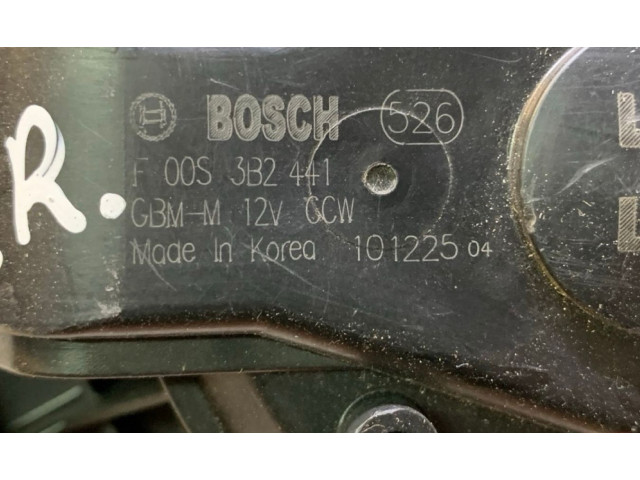 BOSCH 526
F 00S 3B2 441
GBM-M 12V CCW
Made In Korea 101225 04
R.